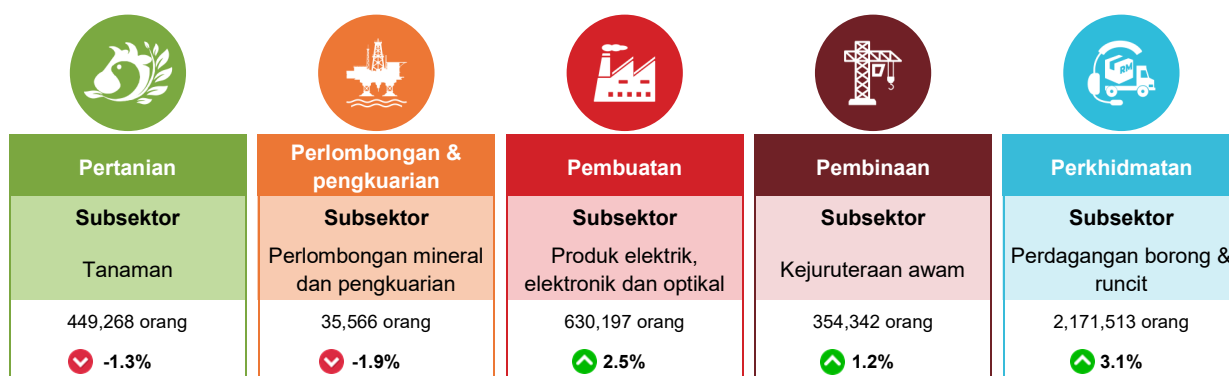 RM
Pertanian
Subsektor
Tanaman
449,268 orang
-1.3%
Perlombongan &
pengkuarian
Subsektor
Perlombongan mineral
dan pengkuarian
35,566 orang
-1.9%
Pembuatan
Subsektor
Produk elektrik,
elektronik dan optikal
630,197 orang
2.5%
Pembinaan
Subsektor
Kejuruteraan awam
354,342 orang
1.2%
Perkhidmatan
Subsektor
Perdagangan borong &
runcit
2,171,513 orang
3.1%